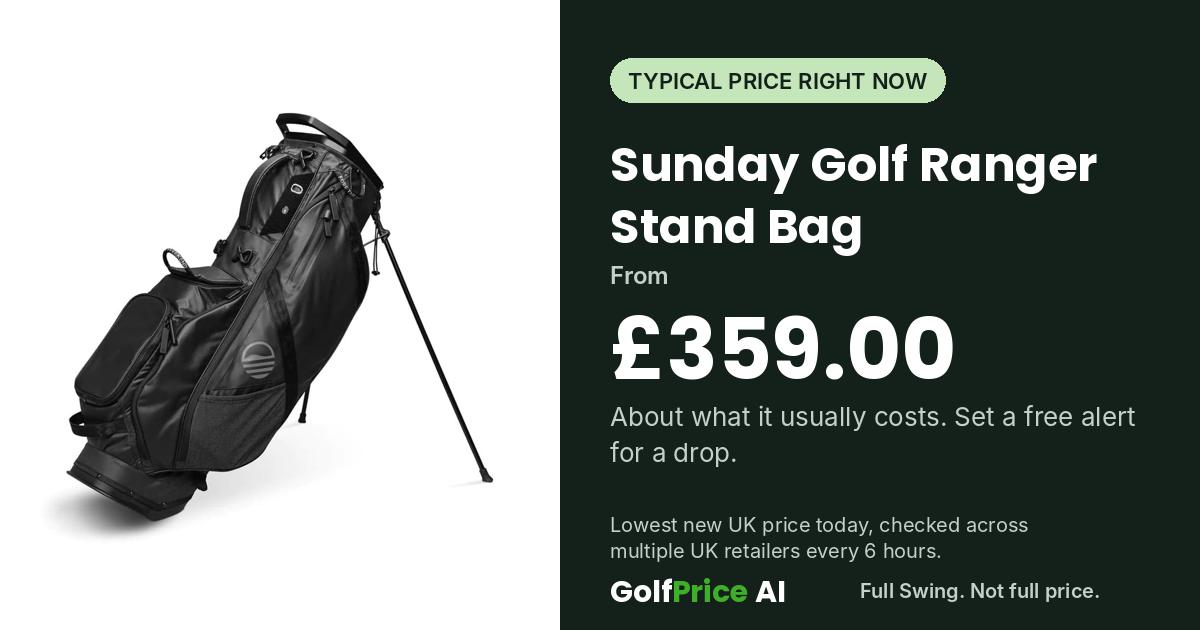 TYPICAL PRICE RIGHT NOW
Sunday Golf Ranger
Stand Bag
From
£359.00
About what it usually costs. Set a free alert
for a drop.
Lowest new UK price today, checked across
multiple UK retailers every 6 hours.
GolfPrice AI
Full Swing. Not full price.